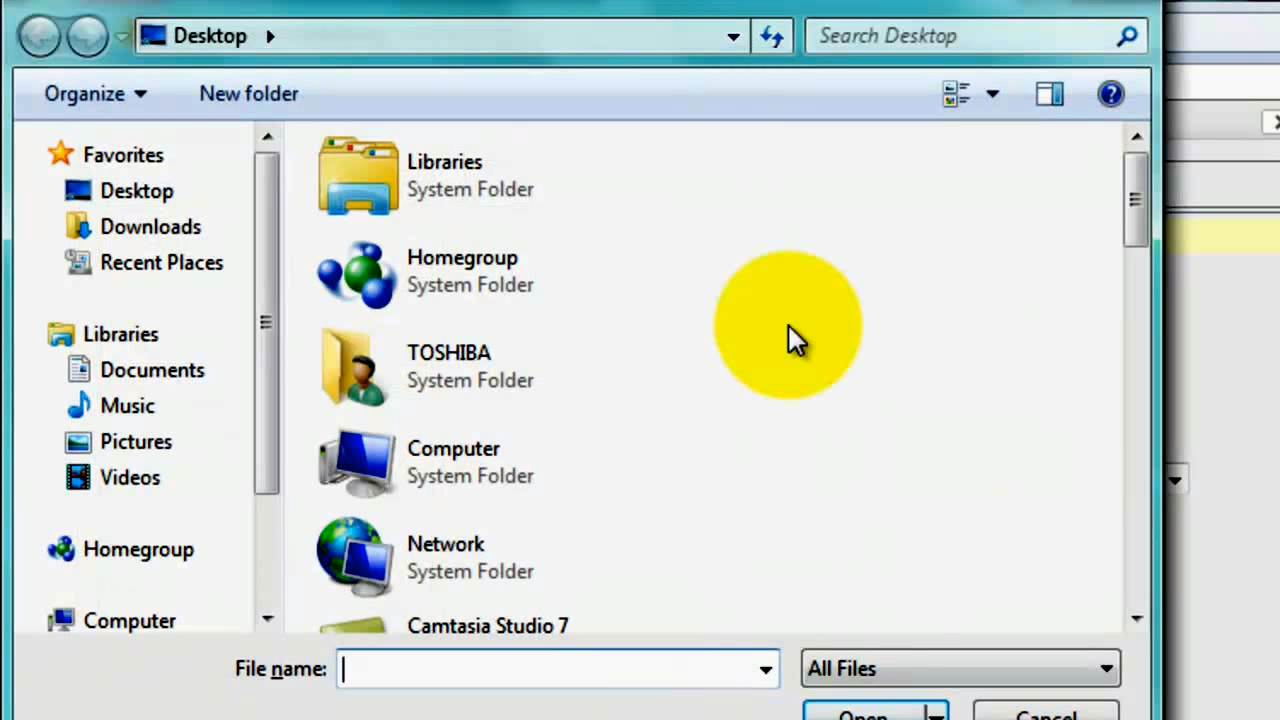 Desktop
Search Desktop
Organize
New folder
Favorites
Desktop
Downloads
Recent Places
Libraries
Documents
Music
Pictures
Videos
Homegroup
Computer
Libraries
System Folder
Homegroup
System Folder
TOSHIBA
System Folder
Computer
System Folder
Network
System Folder
Camtasia Studio 7
File name:
All Files
Open
Cancel